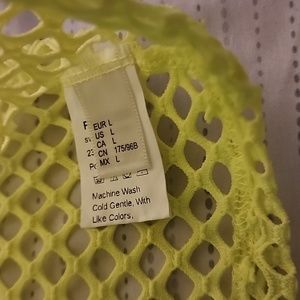 EUR L
US L
CA L
CN 175/96B
MX L
Machine Wash
Cold Gentle, With
Like Colors,